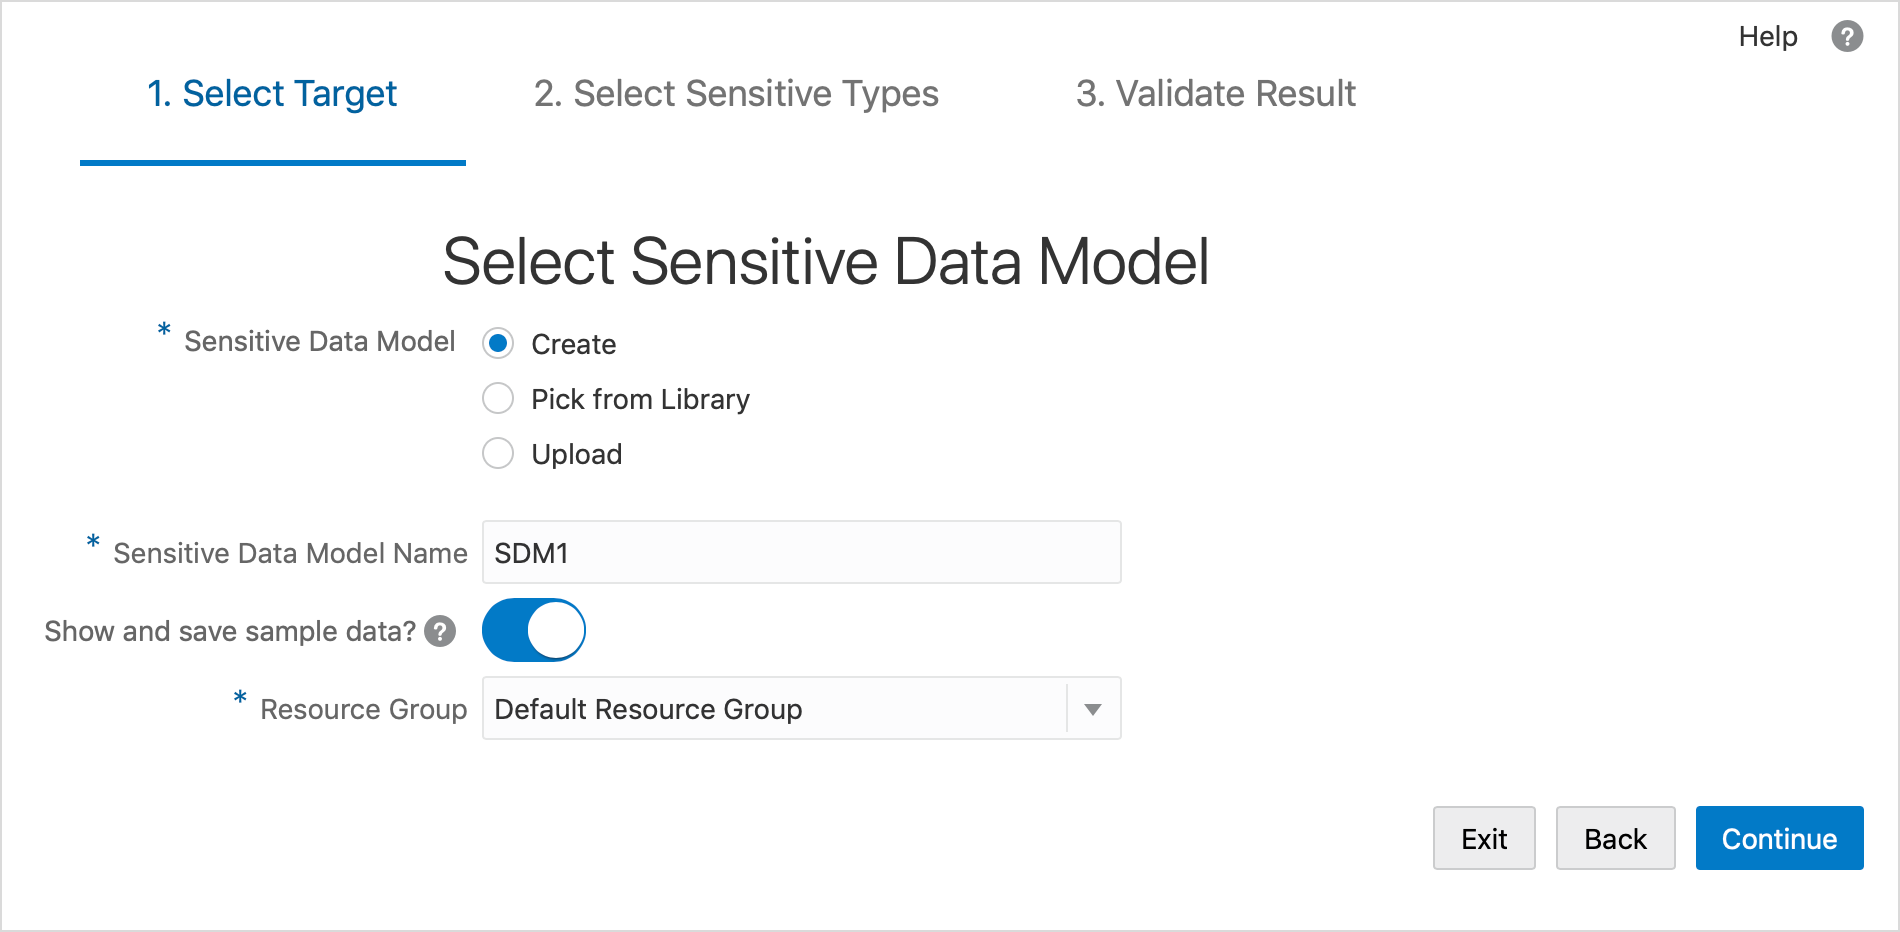 Help ?
1. Select Target 2. Select Sensitive Types 3. Validate Result
Select Sensitive Data Model
* Sensitive Data Model Create
Pick from Library
Upload
* Sensitive Data Model Name SDM1
Show and save sample data? ?
* Resource Group Default Resource Group
Exit Back Continue